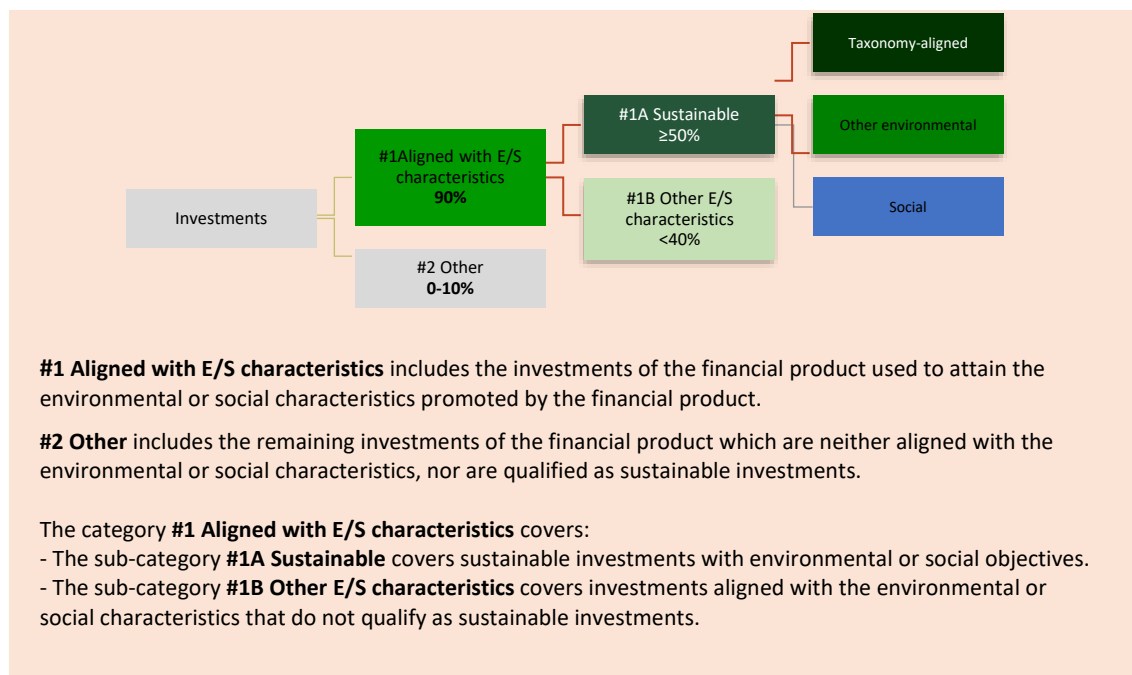 Taxonomy-aligned
#1A Sustainable
≥50%
Other environmental
#1Aligned with E/S
characteristics
90%
#1B Other E/S
characteristics
<40%
Investments
Social
#2 Other
0-10%
#1 Aligned with E/S characteristics includes the investments of the financial product used to attain the
environmental or social characteristics promoted by the financial product.
#2 Other includes the remaining investments of the financial product which are neither aligned with the
environmental or social characteristics, nor are qualified as sustainable investments.
The category #1 Aligned with E/S characteristics covers:
- The sub-category #1A Sustainable covers sustainable investments with environmental or social objectives.
- The sub-category #1B Other E/S characteristics covers investments aligned with the environmental or
social characteristics that do not qualify as sustainable investments.